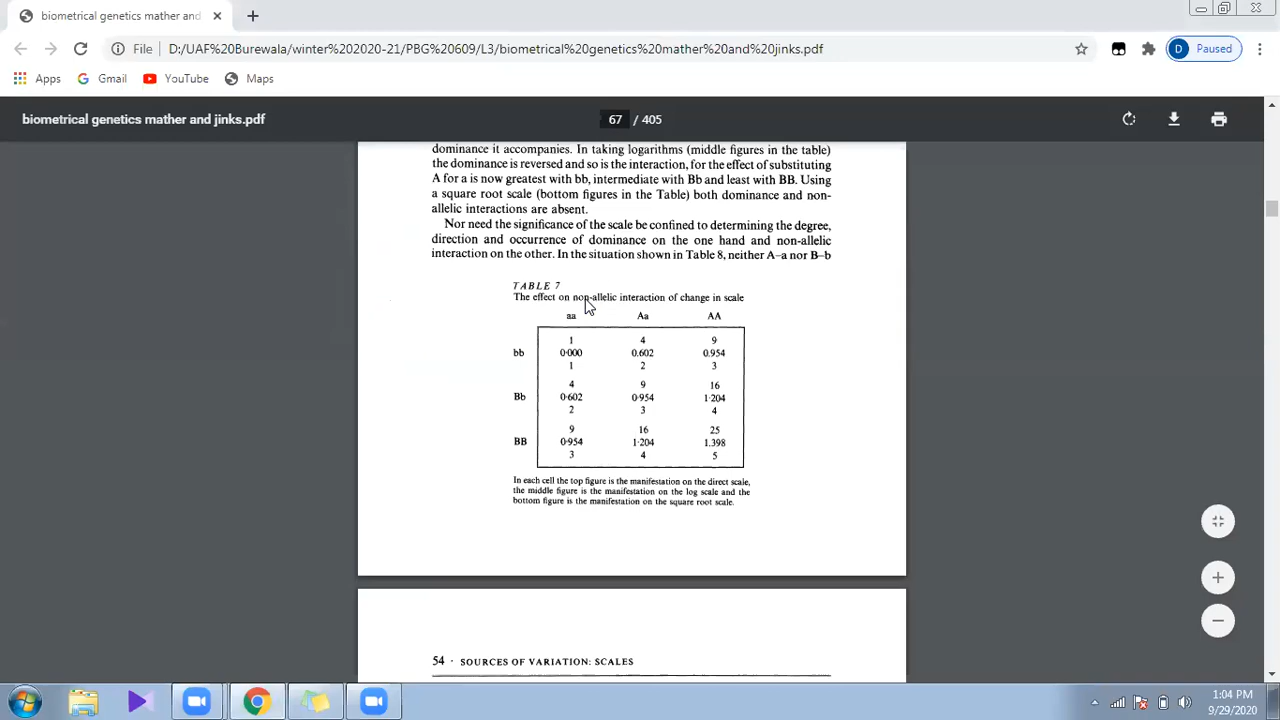 biometrical genetics mather and
File D:/UAF%20Burewala/winter%202020-21/PBG%20609/L3/biometrical%20genetics%20mather%20and%20jinks.pdf D Paused
Apps Gmail YouTube Maps
biometrical genetics mather and jinks.pdf 67 / 405
dominance it accompanies. In taking logarithms (middle figures in the table)
the dominance is reversed and so is the interaction, for the effect of substituting
A for a is now greatest with bb, intermediate with Bb and least with BB. Using
a square root scale (bottom figures in the Table) both dominance and non-
allelic interactions are absent.
Nor need the significance of the scale be confined to determining the degree,
direction and occurrence of dominance on the one hand and non-allelic
interaction on the other. In the situation shown in Table 8, neither A–a nor B–b
TABLE 7
The effect on non-allelic interaction of change in scale
aa Aa AA
1 4 9
bb 0·000 0.602 0.954
1 2 3
4 9 16
Bb 0·602 0·954 1·204
2 3 4
9 16 25
BB 0·954 1·204 1.398
3 4 5
In each cell the top figure is the manifestation on the direct scale,
the middle figure is the manifestation on the log scale and the
bottom figure is the manifestation on the square root scale.
54 · SOURCES OF VARIATION: SCALES
1:04 PM
9/29/2020